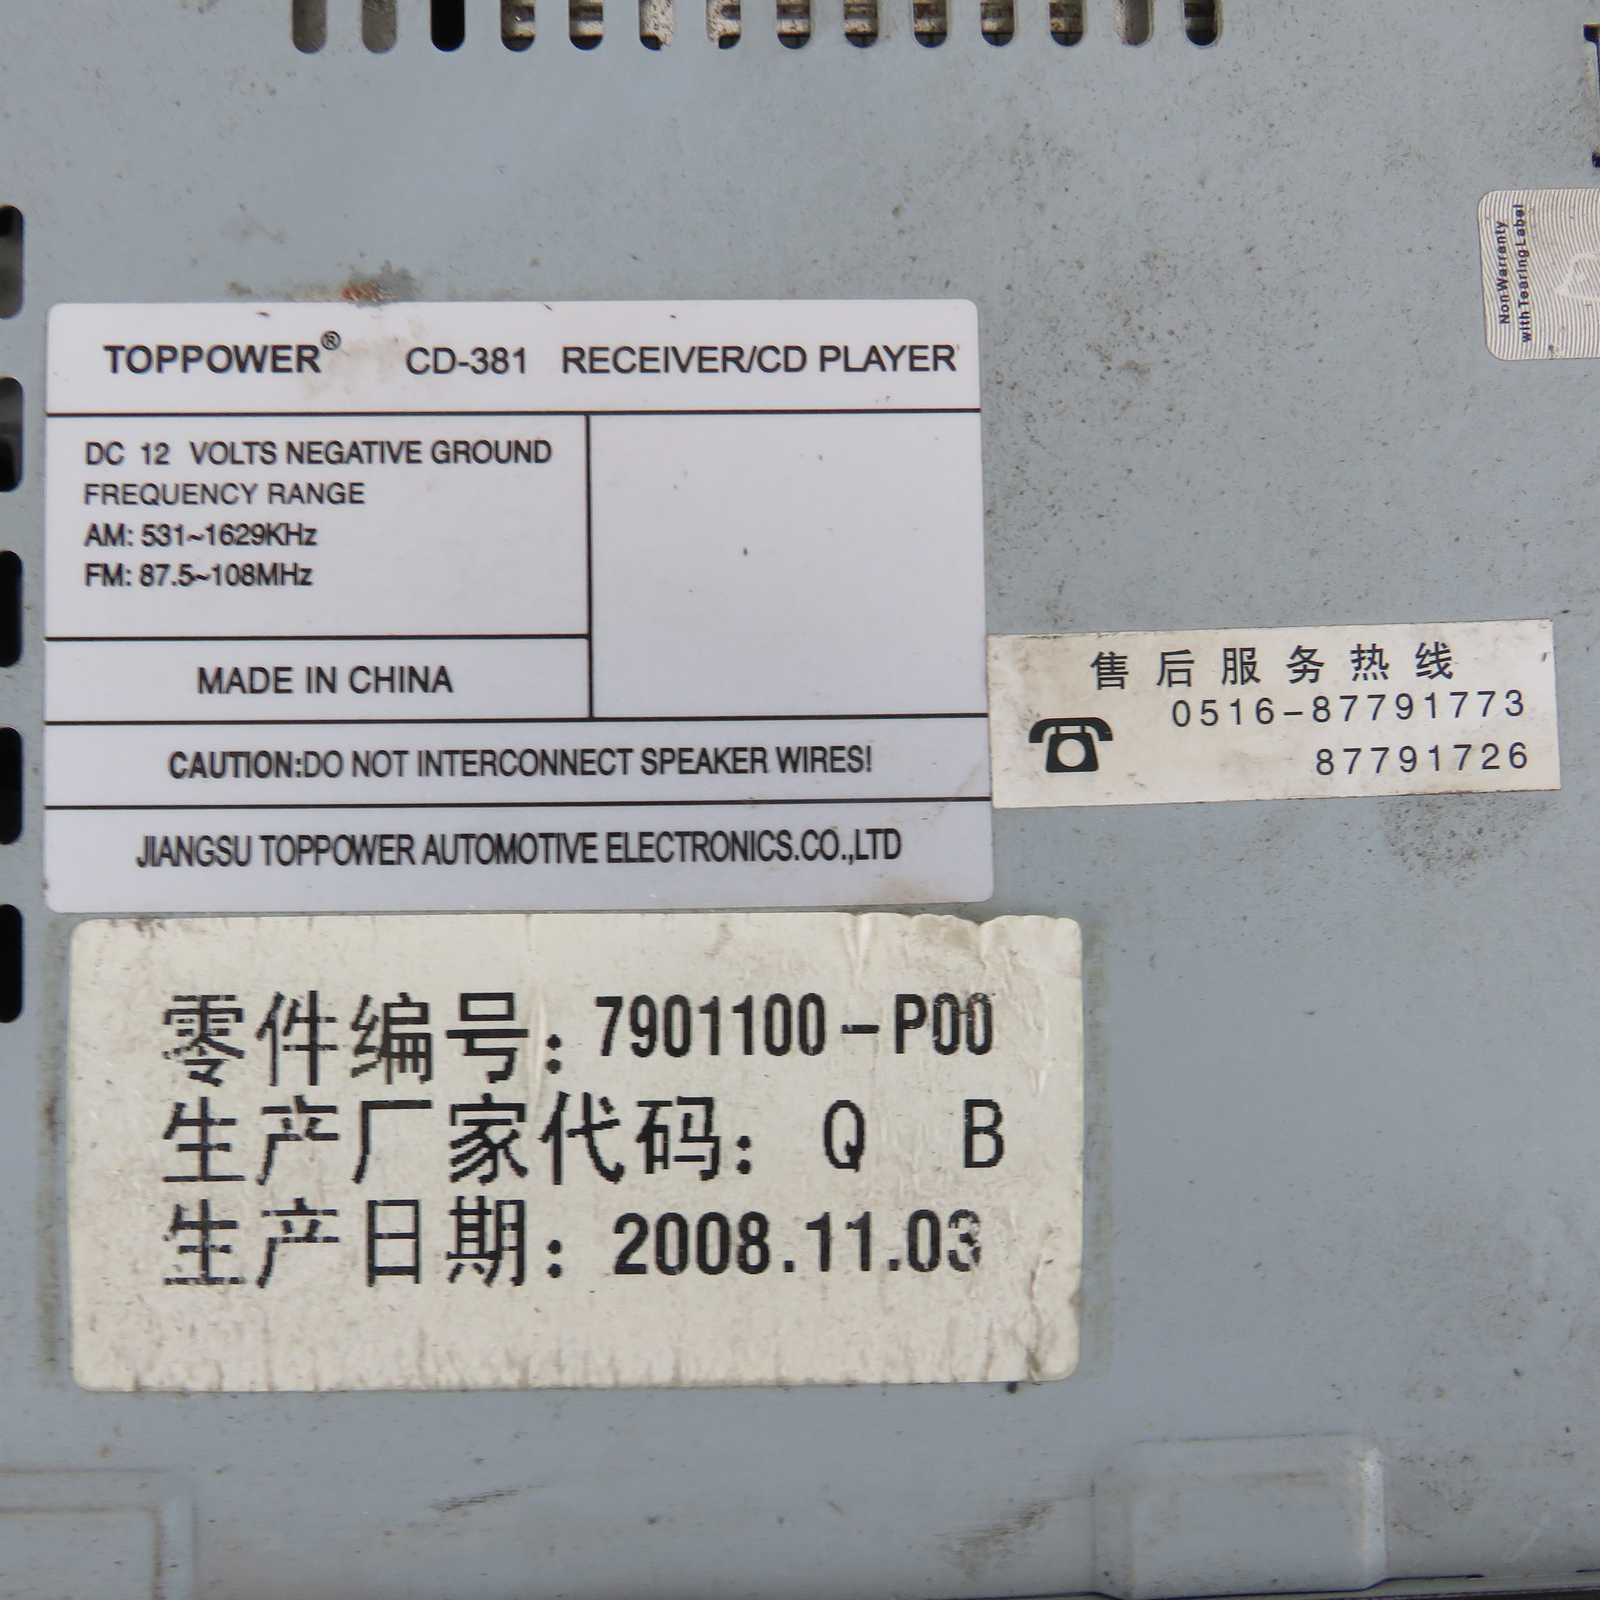 Non Warranty
with Tearing Label
TOPPOWER® CD-381 RECEIVER/CD PLAYER
DC 12 VOLTS NEGATIVE GROUND
FREQUENCY RANGE
AM: 531~1629KHz
FM: 87.5~108MHz
MADE IN CHINA
CAUTION:DO NOT INTERCONNECT SPEAKER WIRES!
JIANGSU TOPPOWER AUTOMOTIVE ELECTRONICS.CO.,LTD
售后服务热线
0516-87791773
87791726
零件编号: 7901100-P00
生产厂家代码: Q B
生产日期: 2008.11.03